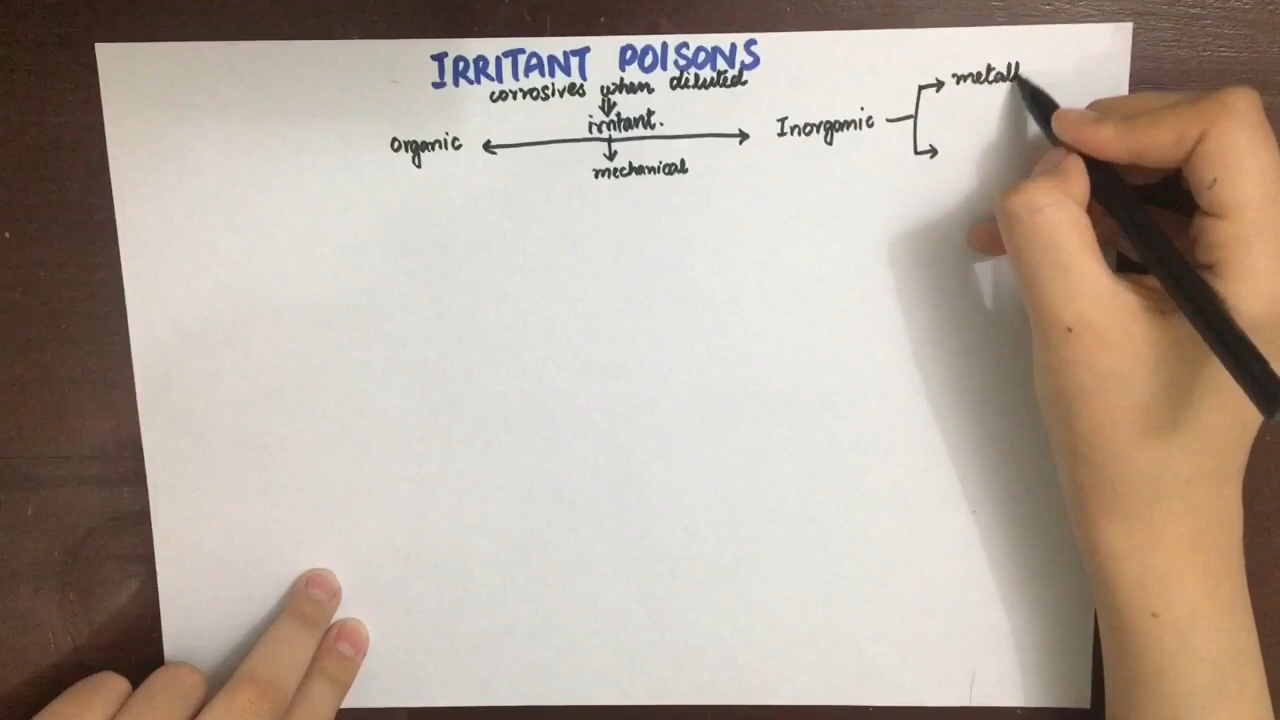 IRRITANT POISONS
corrosives when diluted
irritant.
Organic
Inorganic
metall
mechanical